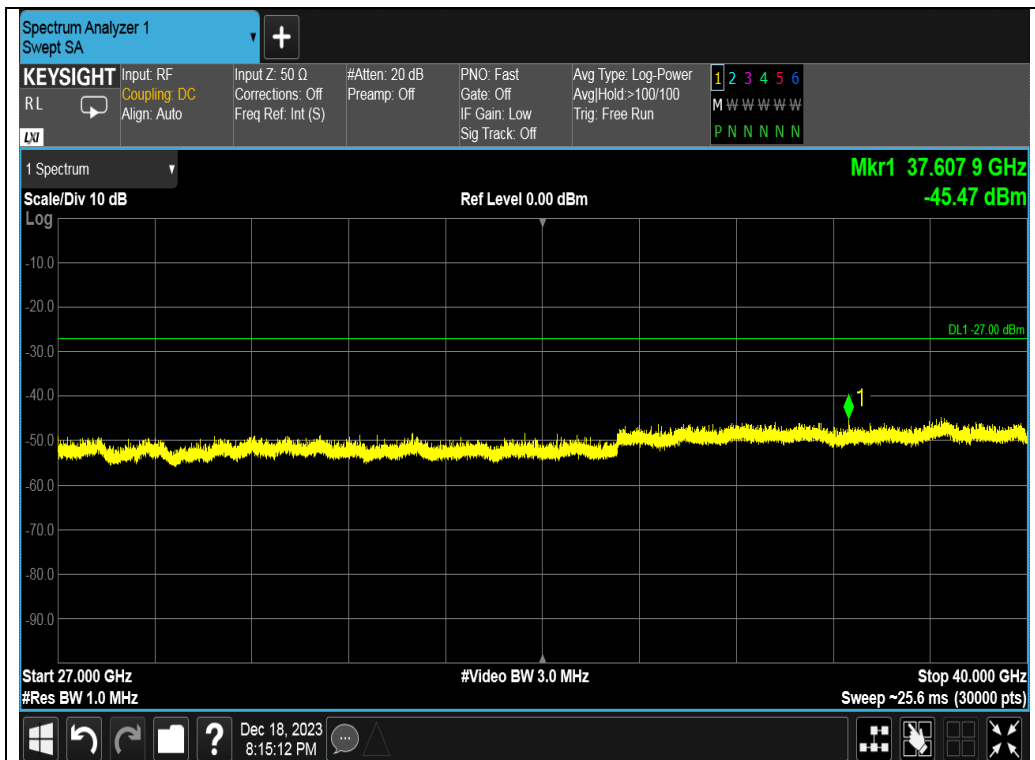 Spectrum Analyzer 1
Swept SA
KEYSIGHT
R L
LXI
Input: RF
Coupling: DC
Align: Auto
Input Z: 50 Ω
Corrections: Off
Freq Ref: Int (S)
#Atten: 20 dB
Preamp: Off
PNO: Fast
Gate: Off
IF Gain: Low
Sig Track: Off
Avg Type: Log-Power
Avg|Hold:>100/100
Trig: Free Run
1 2 3 4 5 6
M W W W W W
P N N N N N
1 Spectrum
Mkr1 37.607 9 GHz
-45.47 dBm
Scale/Div 10 dB
Ref Level 0.00 dBm
Log
-10.0
-20.0
DL1 -27.00 dBm
-30.0
-40.0
1
-50.0
-60.0
-70.0
-80.0
-90.0
Start 27.000 GHz
#Video BW 3.0 MHz
Stop 40.000 GHz
#Res BW 1.0 MHz
Sweep ~25.6 ms (30000 pts)
?
Dec 18, 2023
8:15:12 PM